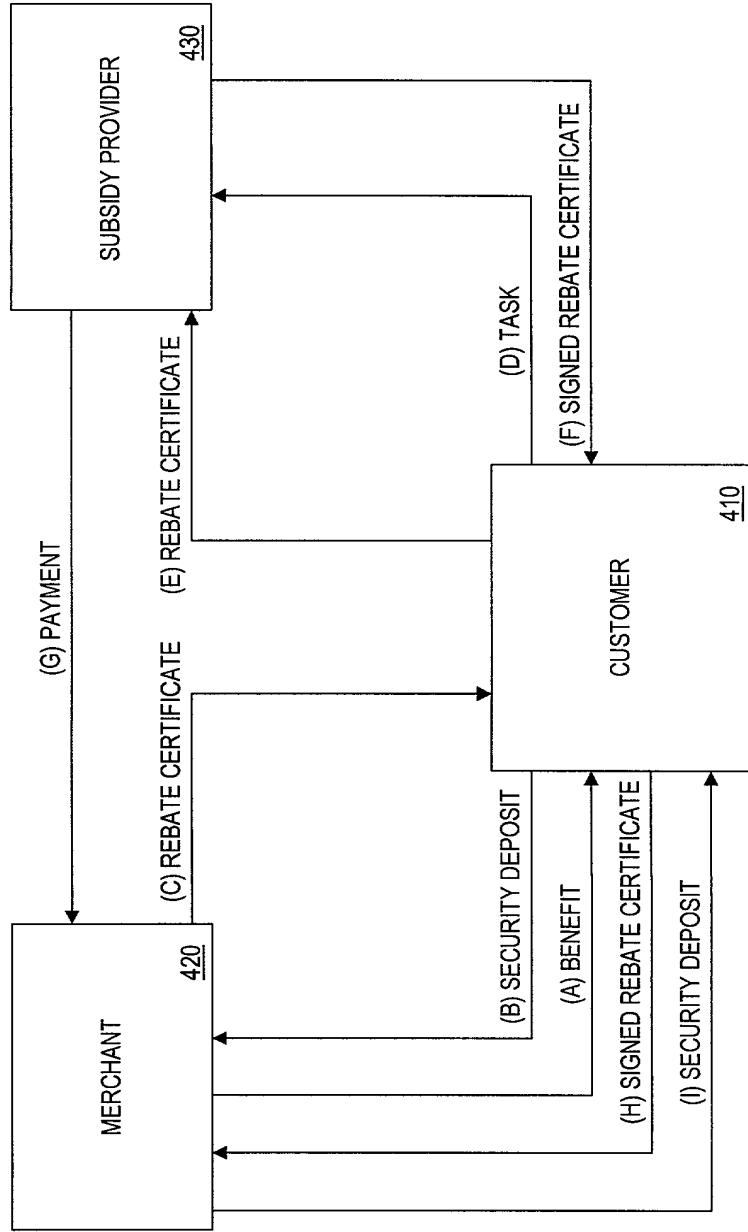 MERCHANT
420
SUBSIDY PROVIDER
430
CUSTOMER
410
(G) PAYMENT
(C) REBATE CERTIFICATE
(E) REBATE CERTIFICATE
(B) SECURITY DEPOSIT
(A) BENEFIT
(H) SIGNED REBATE CERTIFICATE
(I) SECURITY DEPOSIT
(D) TASK
(F) SIGNED REBATE CERTIFICATE